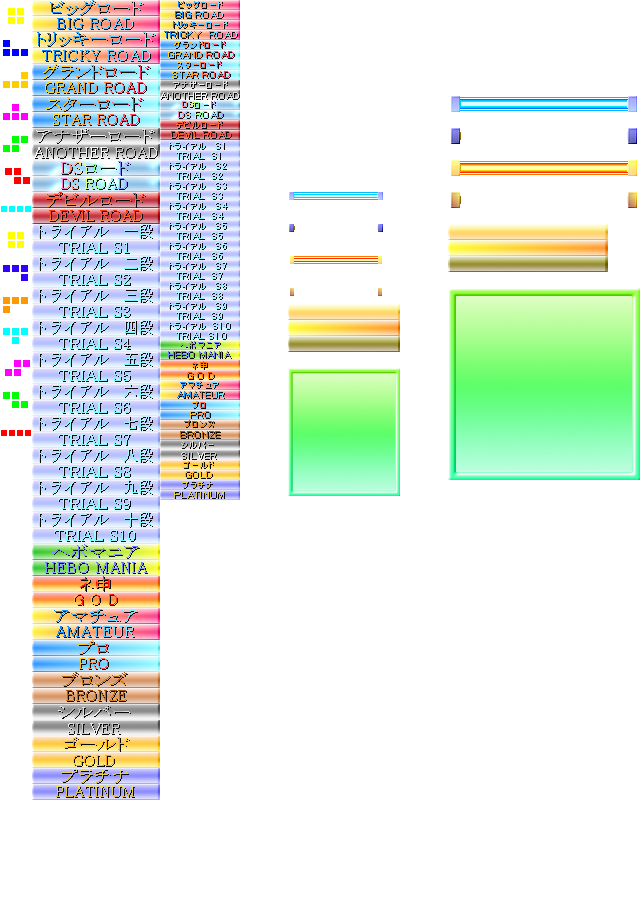 ビッグロード
BIG ROAD
トリッキーロード
TRICKY ROAD
グランドロード
GRAND ROAD
スターロード
STAR ROAD
アナザーロード
ANOTHER ROAD
DSロード
DS ROAD
デビルロード
DEVIL ROAD
トライアル 一段
TRIAL S1
トライアル 二段
TRIAL S2
トライアル 三段
TRIAL S3
トライアル 四段
TRIAL S4
トライアル 五段
TRIAL S5
トライアル 六段
TRIAL S6
トライアル 七段
TRIAL S7
トライアル 八段
TRIAL S8
トライアル 九段
TRIAL S9
トライアル 十段
TRIAL S10
ヘボマニア
HEBO MANIA
ネ申
G O D
アマチュア
AMATEUR
プロ
PRO
ブロンズ
BRONZE
シルバー
SILVER
ゴールド
GOLD
プラチナ
PLATINUM
ビッグロード
BIG ROAD
トリッキーロード
TRICKY ROAD
グランドロード
GRAND ROAD
スターロード
STAR ROAD
アナザーロード
ANOTHER ROAD
DSロード
DS ROAD
デビルロード
DEVIL ROAD
トライアル S1
TRIAL S1
トライアル S2
TRIAL S2
トライアル S3
TRIAL S3
トライアル S4
TRIAL S4
トライアル S5
TRIAL S5
トライアル S6
TRIAL S6
トライアル S7
TRIAL S7
トライアル S8
TRIAL S8
トライアル S9
TRIAL S9
トライアル S10
TRIAL S10
ヘボマニア
HEBO MANIA
ネ申
G O D
アマチュア
AMATEUR
プロ
PRO
ブロンズ
BRONZE
シルバー
SILVER
ゴールド
GOLD
プラチナ
PLATINUM